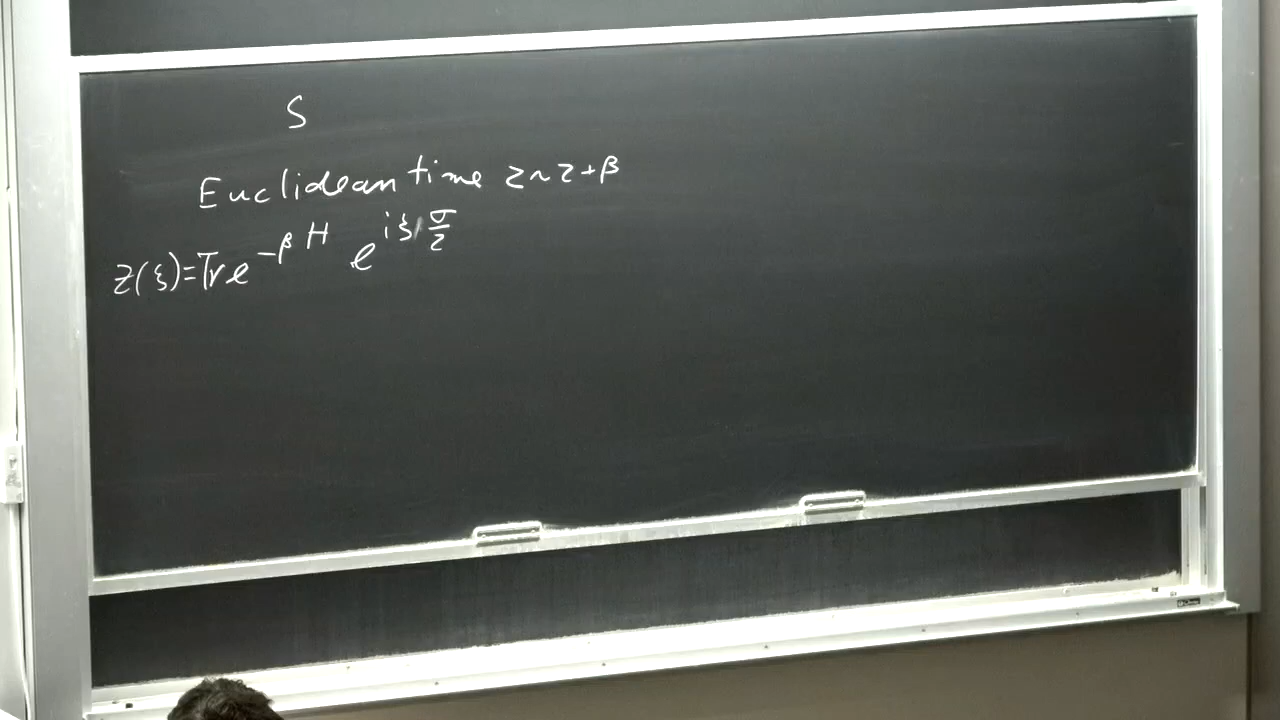 S
Euclidean time z~z+β
Z(ξ)=Tr e^{-βH} e^{iξ σ/2}